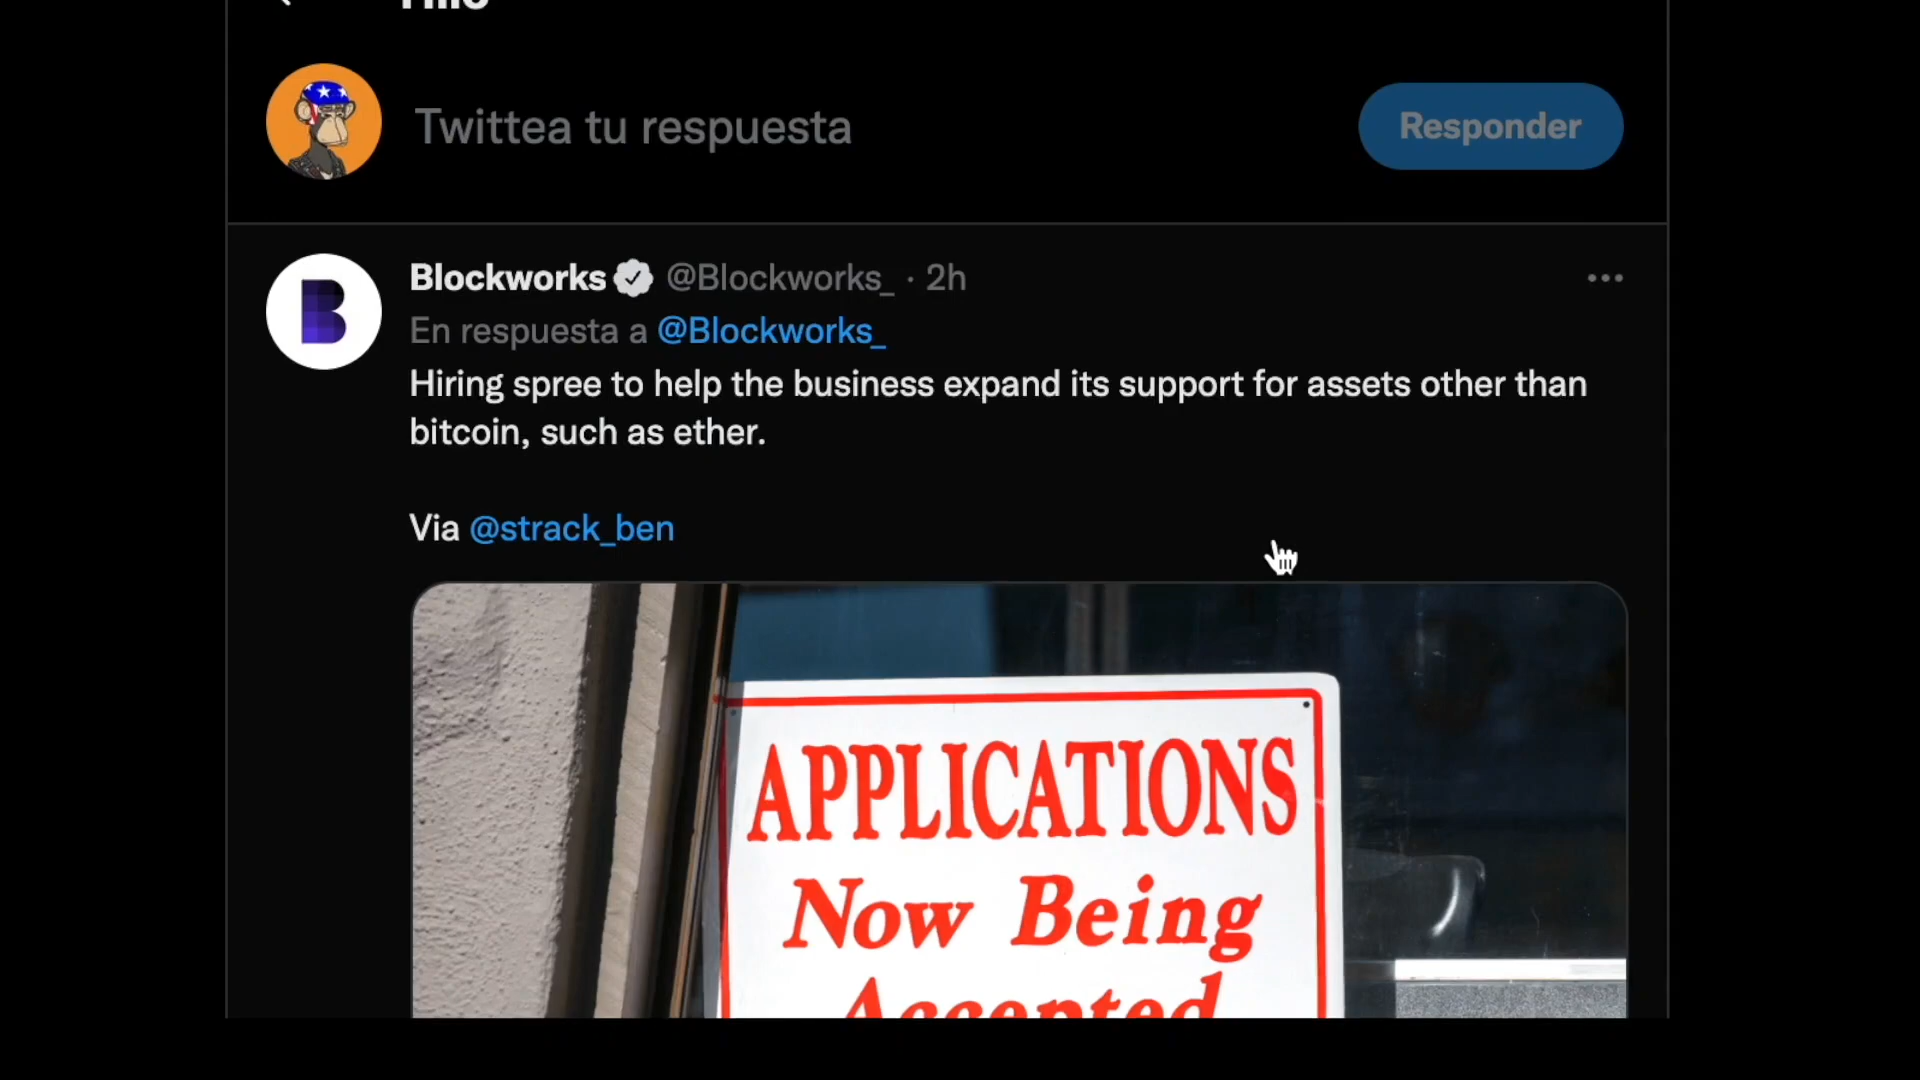 Twittea tu respuesta
Responder
Blockworks @Blockworks_ · 2h
En respuesta a @Blockworks_
Hiring spree to help the business expand its support for assets other than
bitcoin, such as ether.
Via @strack_ben
APPLICATIONS
Now Being
Accepted